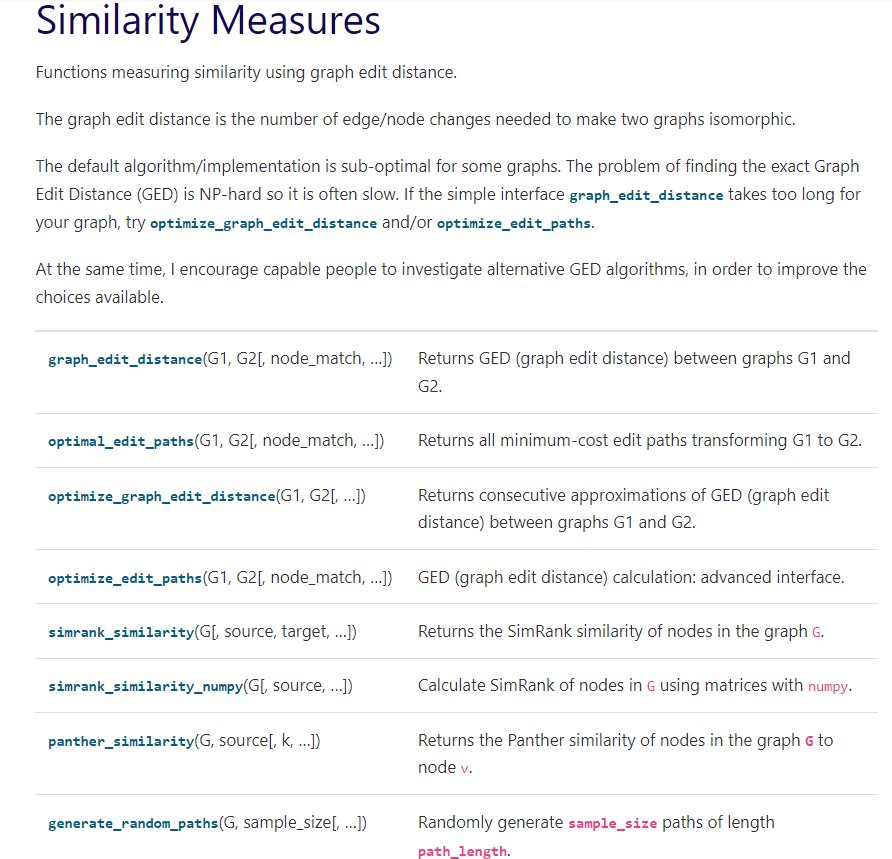 Similarity Measures
Functions measuring similarity using graph edit distance.
The graph edit distance is the number of edge/node changes needed to make two graphs isomorphic.
The default algorithm/implementation is sub-optimal for some graphs. The problem of finding the exact Graph
Edit Distance (GED) is NP-hard so it is often slow. If the simple interface graph_edit_distance takes too long for
your graph, try optimize_graph_edit_distance and/or optimize_edit_paths.
At the same time, I encourage capable people to investigate alternative GED algorithms, in order to improve the
choices available.
graph_edit_distance(G1, G2[, node_match, ...]) Returns GED (graph edit distance) between graphs G1 and
G2.
optimal_edit_paths(G1, G2[, node_match, ...]) Returns all minimum-cost edit paths transforming G1 to G2.
optimize_graph_edit_distance(G1, G2[, ...]) Returns consecutive approximations of GED (graph edit
distance) between graphs G1 and G2.
optimize_edit_paths(G1, G2[, node_match, ...]) GED (graph edit distance) calculation: advanced interface.
simrank_similarity(G[, source, target, ...]) Returns the SimRank similarity of nodes in the graph G.
simrank_similarity_numpy(G[, source, ...]) Calculate SimRank of nodes in G using matrices with numpy.
panther_similarity(G, source[, k, ...]) Returns the Panther similarity of nodes in the graph G to
node v.
generate_random_paths(G, sample_size[, ...]) Randomly generate sample_size paths of length
path_length.